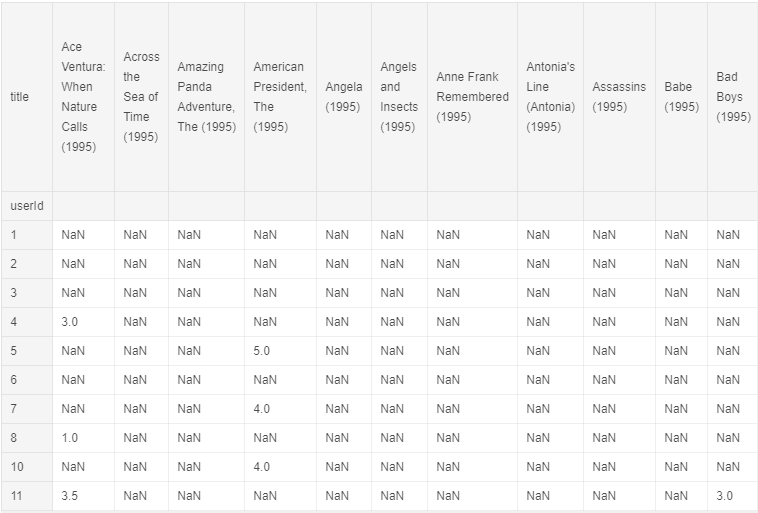 title Ace Ventura: When Nature Calls (1995) Across the Sea of Time (1995) Amazing Panda Adventure, The (1995) American President, The (1995) Angela (1995) Angels and Insects (1995) Anne Frank Remembered (1995) Antonia's Line (Antonia) (1995) Assassins (1995) Babe (1995) Bad Boys (1995)
userId
1 NaN NaN NaN NaN NaN NaN NaN NaN NaN NaN NaN
2 NaN NaN NaN NaN NaN NaN NaN NaN NaN NaN NaN
3 NaN NaN NaN NaN NaN NaN NaN NaN NaN NaN NaN
4 3.0 NaN NaN NaN NaN NaN NaN NaN NaN NaN NaN
5 NaN NaN NaN 5.0 NaN NaN NaN NaN NaN NaN NaN
6 NaN NaN NaN NaN NaN NaN NaN NaN NaN NaN NaN
7 NaN NaN NaN 4.0 NaN NaN NaN NaN NaN NaN NaN
8 1.0 NaN NaN NaN NaN NaN NaN NaN NaN NaN NaN
10 NaN NaN NaN 4.0 NaN NaN NaN NaN NaN NaN NaN
11 3.5 NaN NaN NaN NaN NaN NaN NaN NaN NaN 3.0